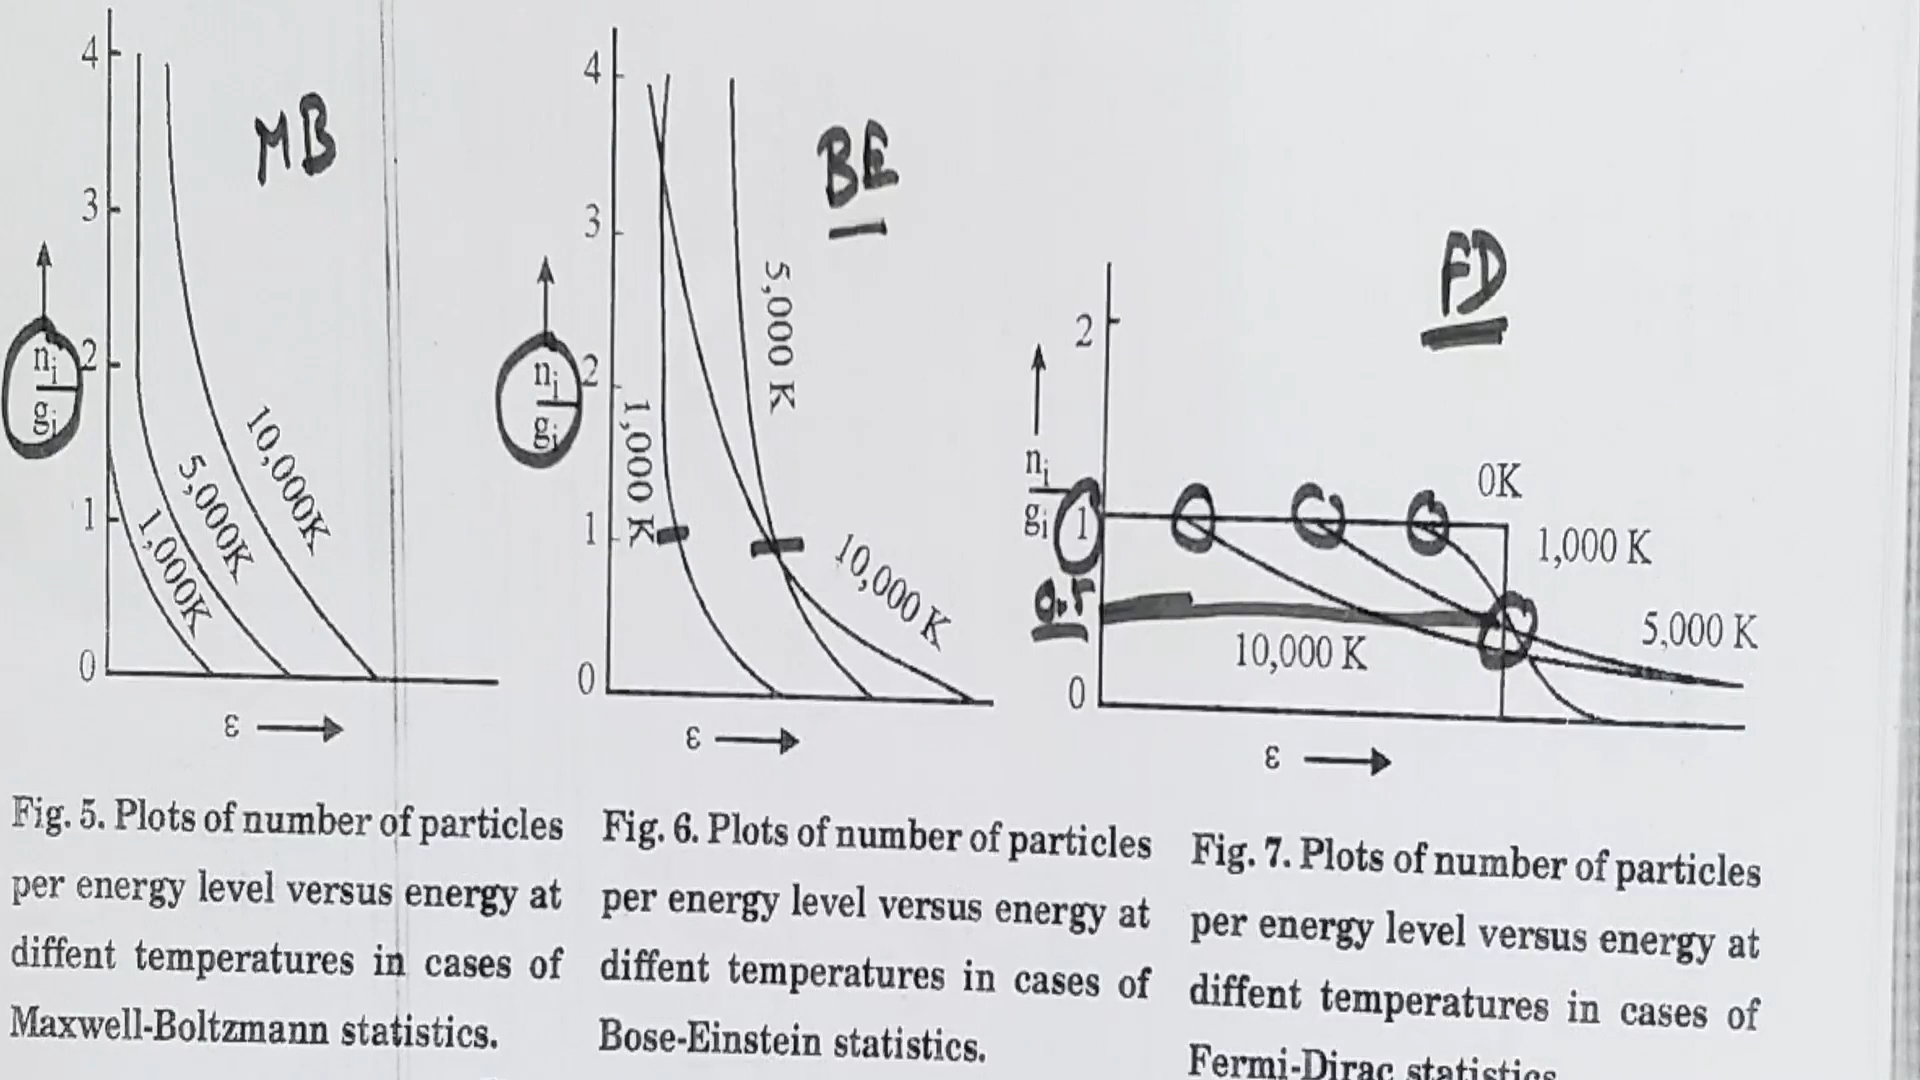 4
3
2
1
0
MB
n_i
g_i
10,000K
5,000K
1,000K
ε
4
3
2
1
0
BE
n_i
g_i
5,000 K
1,000 K
10,000 K
ε
FD
2
n_i
g_i
1
0.5
0
0K
1,000 K
5,000 K
10,000 K
ε
Fig. 5. Plots of number of particles
per energy level versus energy at
diffent temperatures in cases of
Maxwell-Boltzmann statistics.
Fig. 6. Plots of number of particles
per energy level versus energy at
diffent temperatures in cases of
Bose-Einstein statistics.
Fig. 7. Plots of number of particles
per energy level versus energy at
diffent temperatures in cases of
Fermi-Dirac statistics